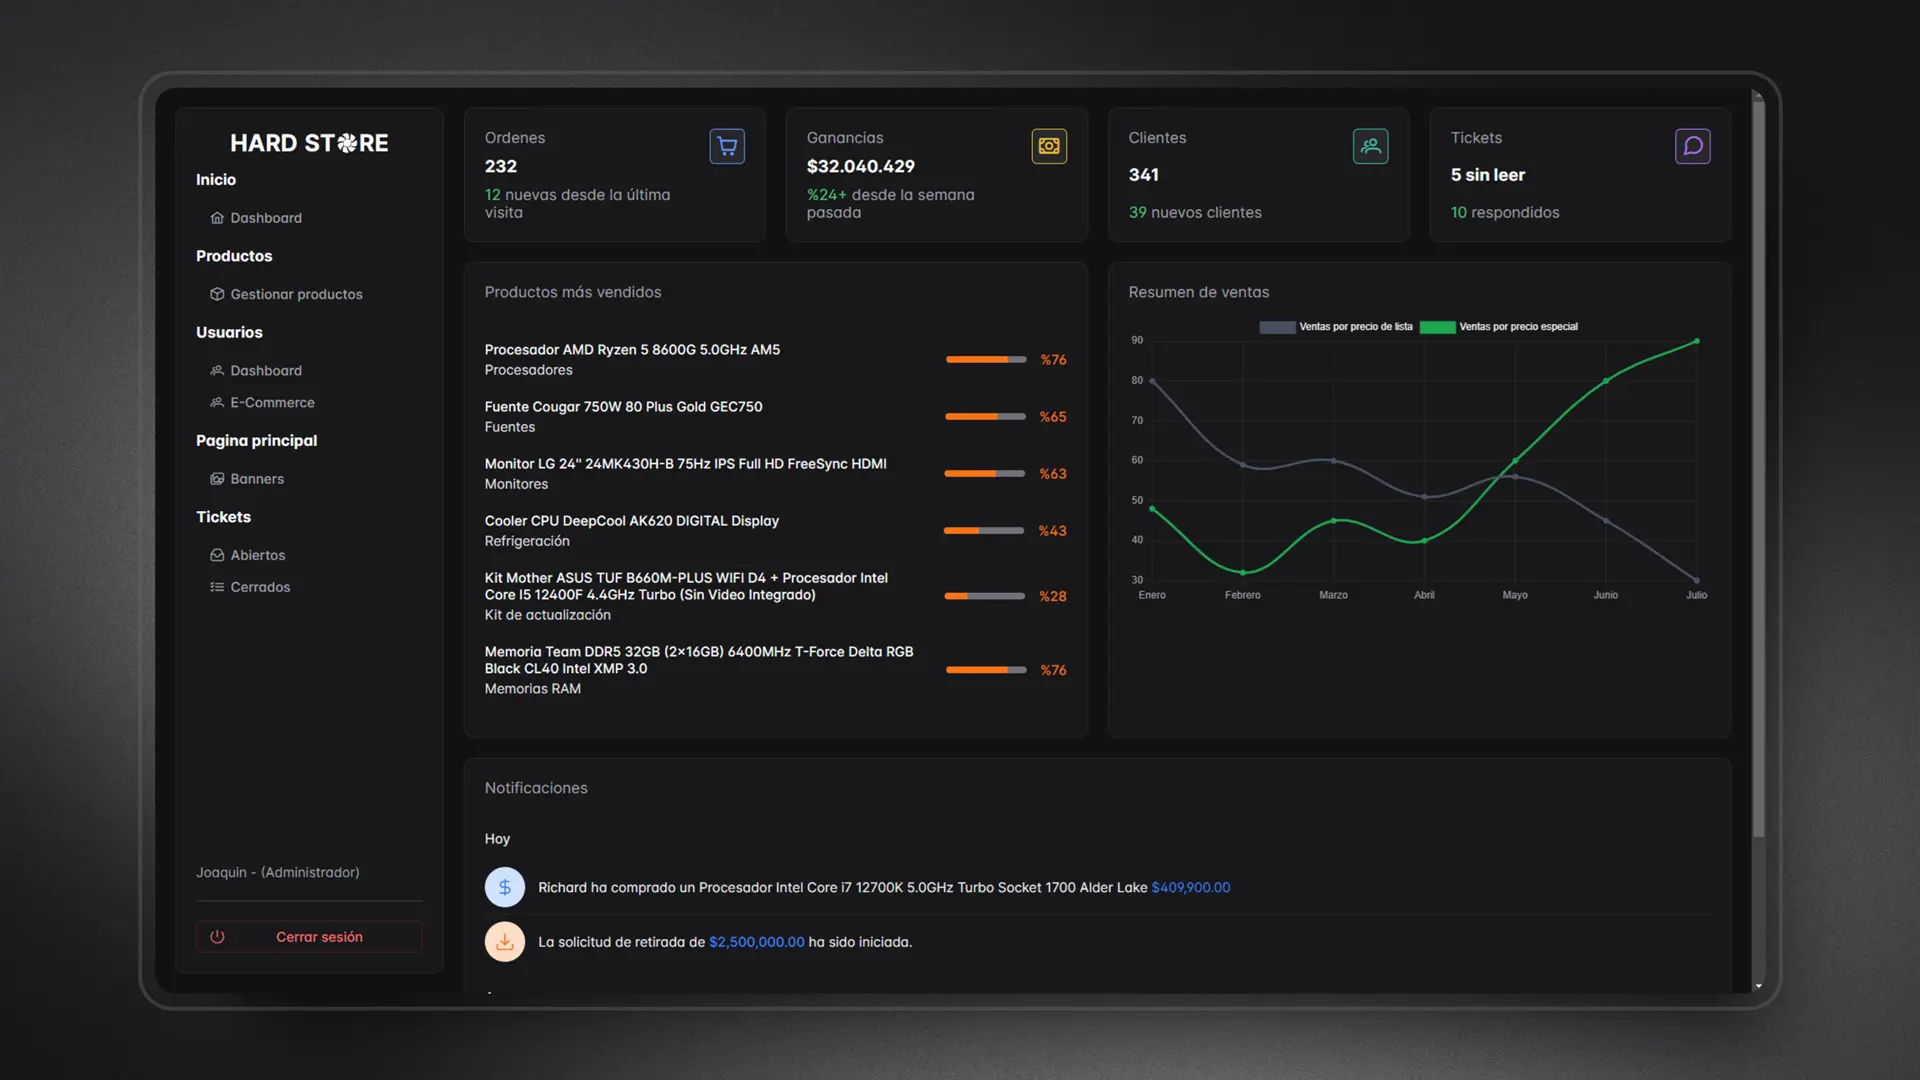 HARD STORE
Inicio
Dashboard
Productos
Gestionar productos
Usuarios
Dashboard
E-Commerce
Pagina principal
Banners
Tickets
Abiertos
Cerrados
Joaquin - (Administrador)
Cerrar sesión
Ordenes
232
12 nuevas desde la última
visita
Ganancias
$32.040.429
%24+ desde la semana
pasada
Clientes
341
39 nuevos clientes
Tickets
5 sin leer
10 respondidos
Productos más vendidos
Procesador AMD Ryzen 5 8600G 5.0GHz AM5
Procesadores
%76
Fuente Cougar 750W 80 Plus Gold GEC750
Fuentes
%65
Monitor LG 24" 24MK430H-B 75Hz IPS Full HD FreeSync HDMI
Monitores
%63
Cooler CPU DeepCool AK620 DIGITAL Display
Refrigeración
%43
Kit Mother ASUS TUF B660M-PLUS WIFI D4 + Procesador Intel
Core I5 12400F 4.4GHz Turbo (Sin Video Integrado)
Kit de actualización
%28
Memoria Team DDR5 32GB (2x16GB) 6400MHz T-Force Delta RGB
Black CL40 Intel XMP 3.0
Memorias RAM
%76
Resumen de ventas
Ventas por precio de lista Ventas por precio especial
90
80
70
60
50
40
30
Enero Febrero Marzo Abril Mayo Junio Julio
Notificaciones
Hoy
$ Richard ha comprado un Procesador Intel Core i7 12700K 5.0GHz Turbo Socket 1700 Alder Lake $409,900.00
La solicitud de retirada de $2,500,000.00 ha sido iniciada.